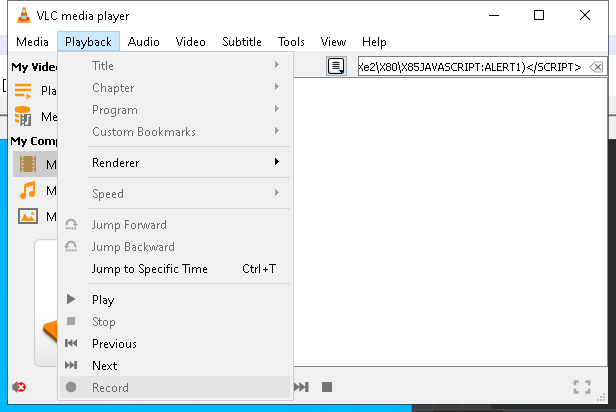 VLC media player
Media Playback Audio Video Subtitle Tools View Help
My Vide
Title
Xe2\X80\X85JAVASCRIPT:ALERT1)</SCRIPT>
Pla
Chapter
Me
Program
My Comp
Custom Bookmarks
M
Renderer
M
Speed
M
Jump Forward
Jump Backward
Jump to Specific Time Ctrl+T
Play
Stop
Previous
Next
Record